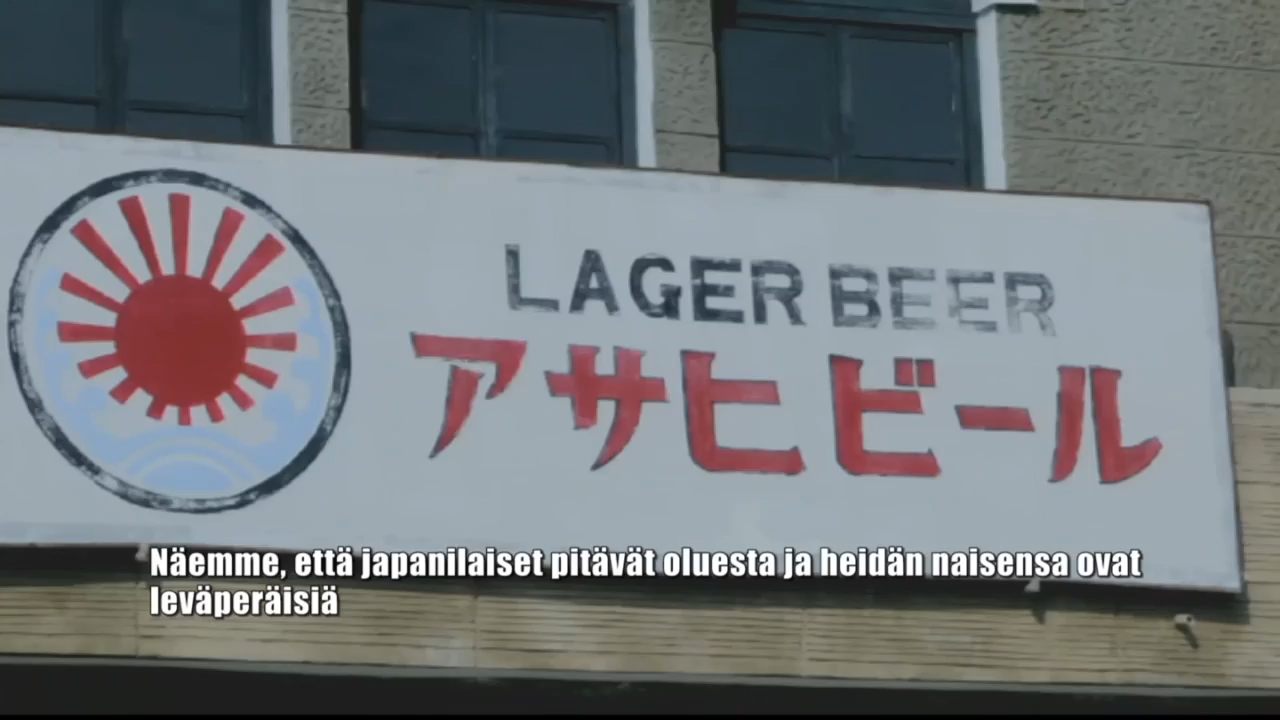 LAGER BEER
アサヒビール
Näemme, että japanilaiset pitävät oluesta ja heidän naisensa ovat
leväperäisiä